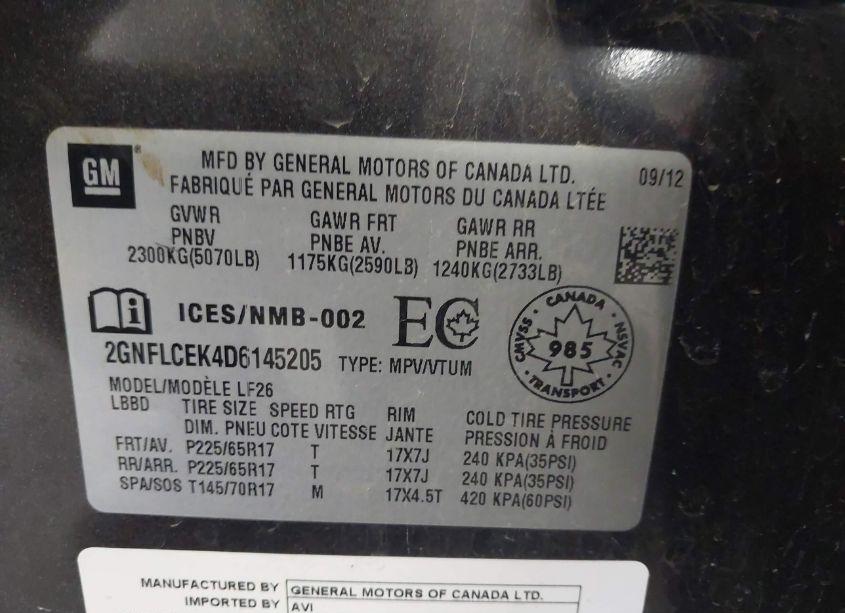 GM
MFD BY GENERAL MOTORS OF CANADA LTD. 09/12
FABRIQUÉ PAR GENERAL MOTORS DU CANADA LTÉE
GVWR GAWR FRT GAWR RR
PNBV PNBE AV. PNBE ARR.
2300KG(5070LB) 1175KG(2590LB) 1240KG(2733LB)
i ICES/NMB-002 EC
CANADA
CMVSS 985 NSVAC
TRANSPORT
2GNFLCEK4D6145205 TYPE: MPV/VTUM
MODEL/MODÈLE LF26
LBBD TIRE SIZE SPEED RTG RIM COLD TIRE PRESSURE
DIM. PNEU COTE VITESSE JANTE PRESSION À FROID
FRT/AV. P225/65R17 T 17X7J 240 KPA(35PSI)
RR/ARR. P225/65R17 T 17X7J 240 KPA(35PSI)
SPA/SOS T145/70R17 M 17X4.5T 420 KPA(60PSI)
MANUFACTURED BY GENERAL MOTORS OF CANADA LTD.
IMPORTED BY AVI